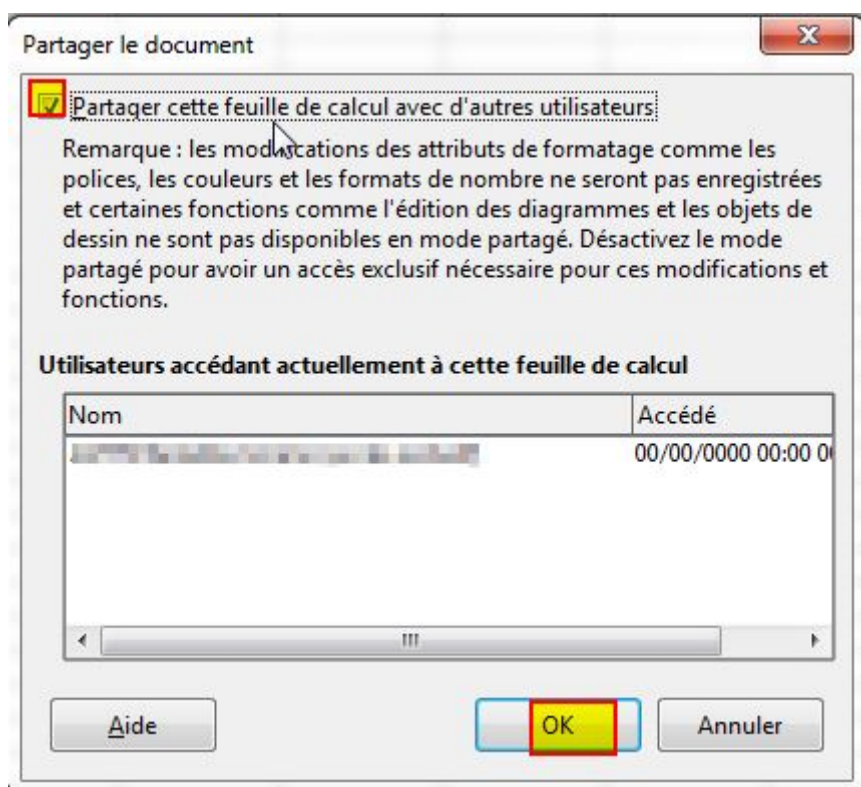 Partager le document
Partager cette feuille de calcul avec d'autres utilisateurs
Remarque : les modifications des attributs de formatage comme les
polices, les couleurs et les formats de nombre ne seront pas enregistrées
et certaines fonctions comme l'édition des diagrammes et les objets de
dessin ne sont pas disponibles en mode partagé. Désactivez le mode
partagé pour avoir un accès exclusif nécessaire pour ces modifications et
fonctions.
Utilisateurs accédant actuellement à cette feuille de calcul
Nom Accédé
00/00/0000 00:00 0
Aide OK Annuler